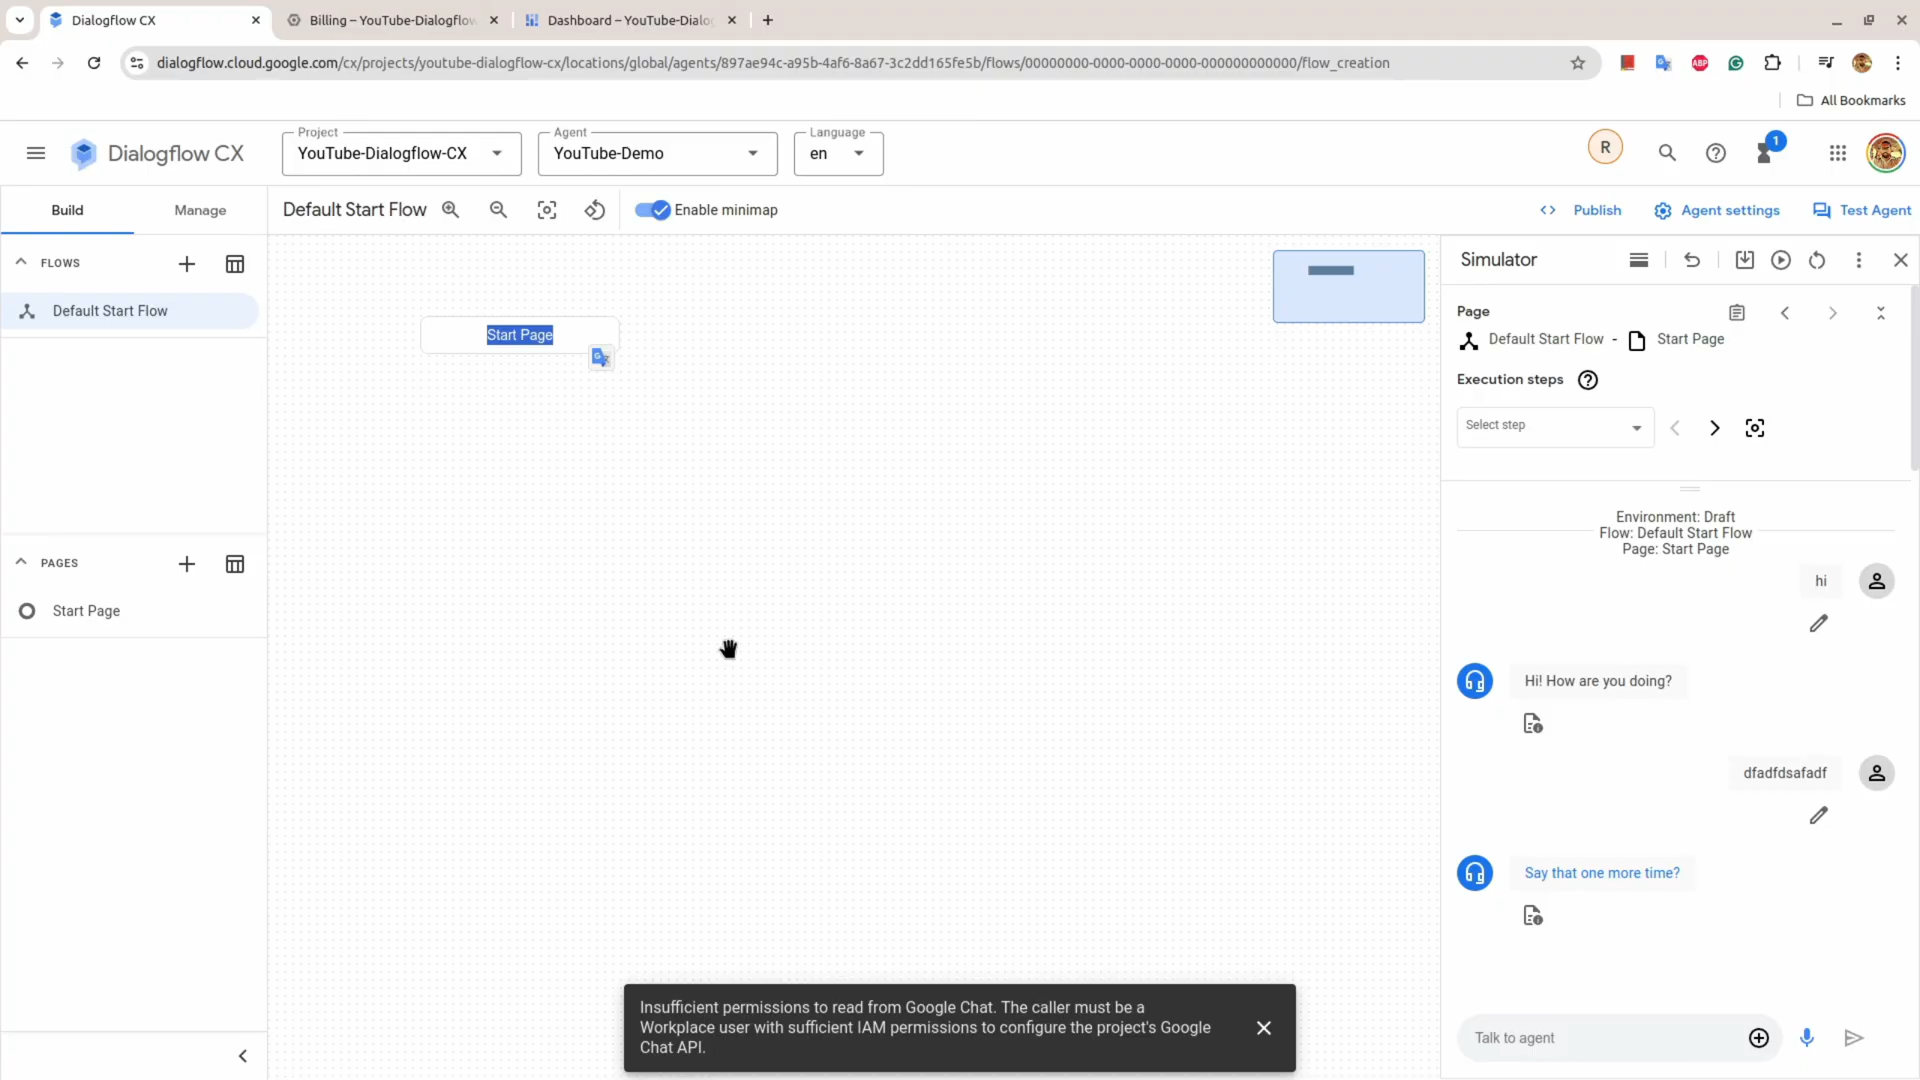 Dialogflow CX
Billing – YouTube-Dialogflow
Dashboard – YouTube-Dialo
dialogflow.cloud.google.com/cx/projects/youtube-dialogflow-cx/locations/global/agents/897ae94c-a95b-4af6-8a67-3c2dd165fe5b/flows/00000000-0000-0000-0000-000000000000/flow_creation
ABP
All Bookmarks
Dialogflow CX
Project
YouTube-Dialogflow-CX
Agent
YouTube-Demo
Language
en
R
1
Build
Manage
Default Start Flow
Enable minimap
Publish
Agent settings
Test Agent
FLOWS
Default Start Flow
PAGES
Start Page
Start Page
Simulator
Page
Default Start Flow - Start Page
Execution steps
Select step
Environment: Draft
Flow: Default Start Flow
Page: Start Page
hi
Hi! How are you doing?
dfadfdsafadf
Say that one more time?
Talk to agent
Insufficient permissions to read from Google Chat. The caller must be a
Workplace user with sufficient IAM permissions to configure the project's Google
Chat API.